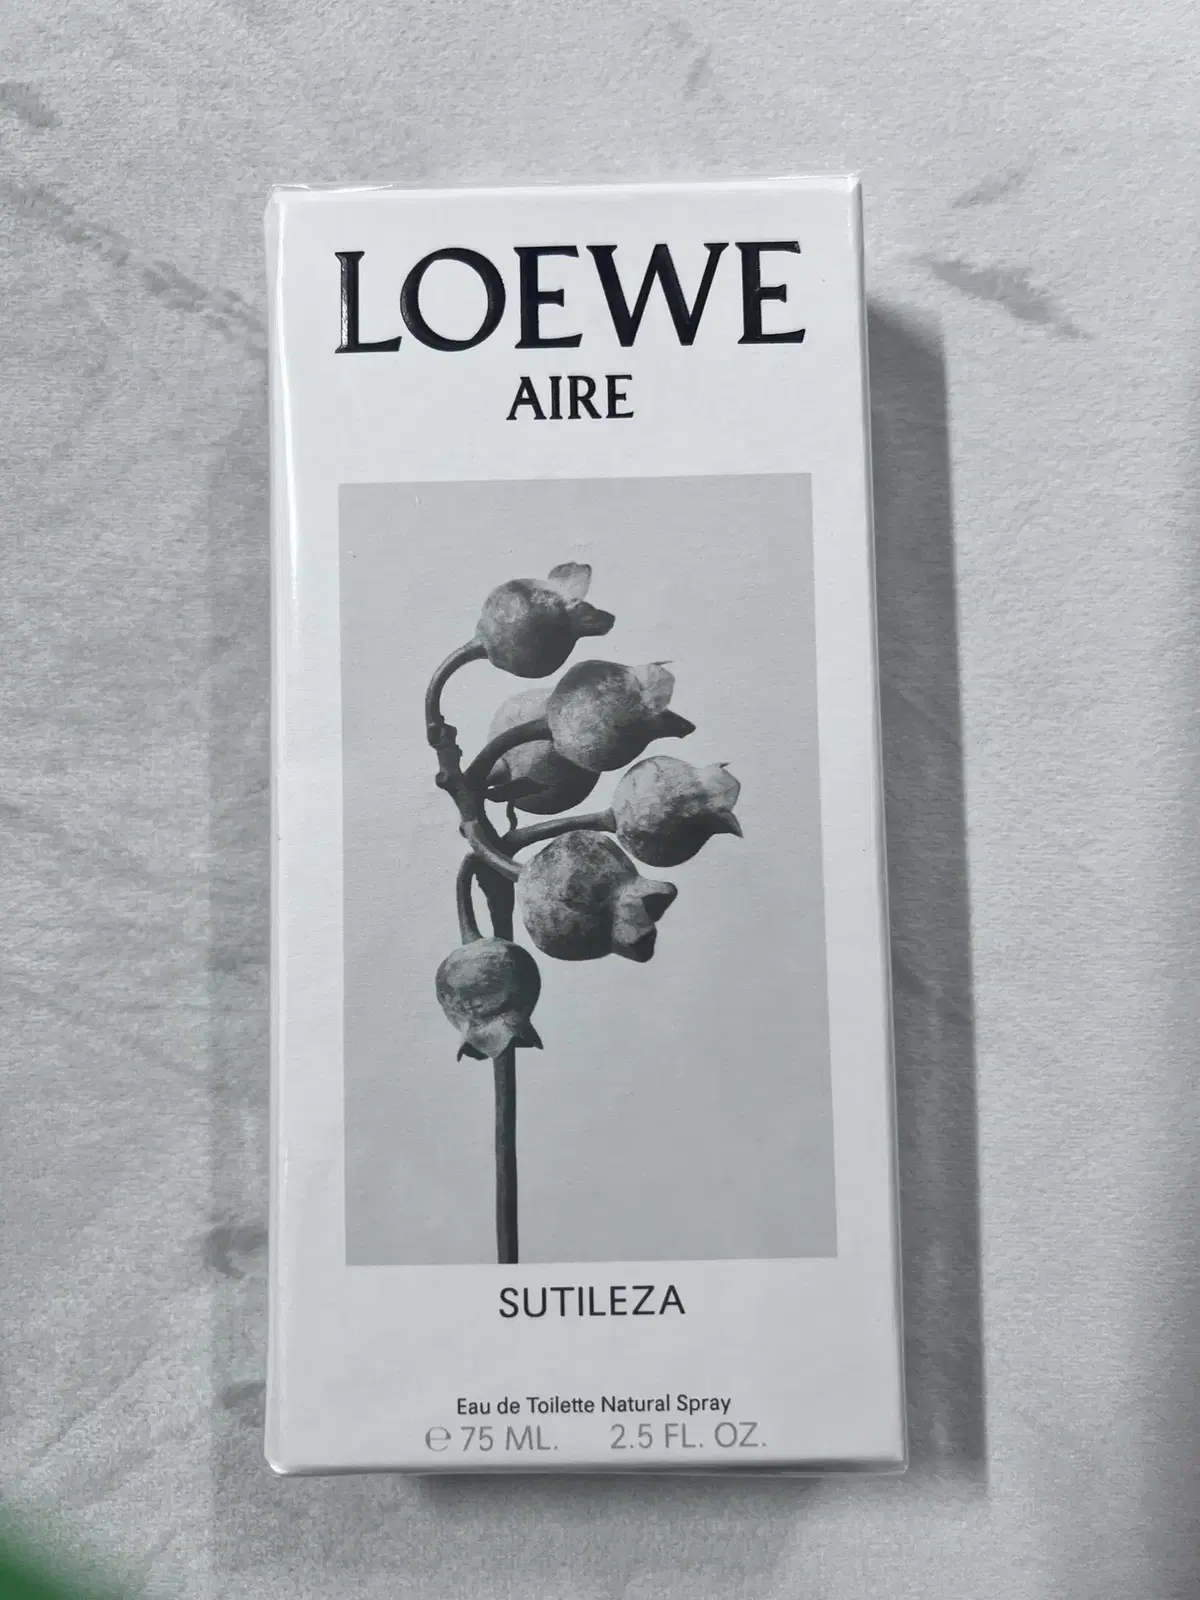 LOEWE
AIRE
SUTILEZA
Eau de Toilette Natural Spray
℮ 75 ML. 2.5 FL. OZ.